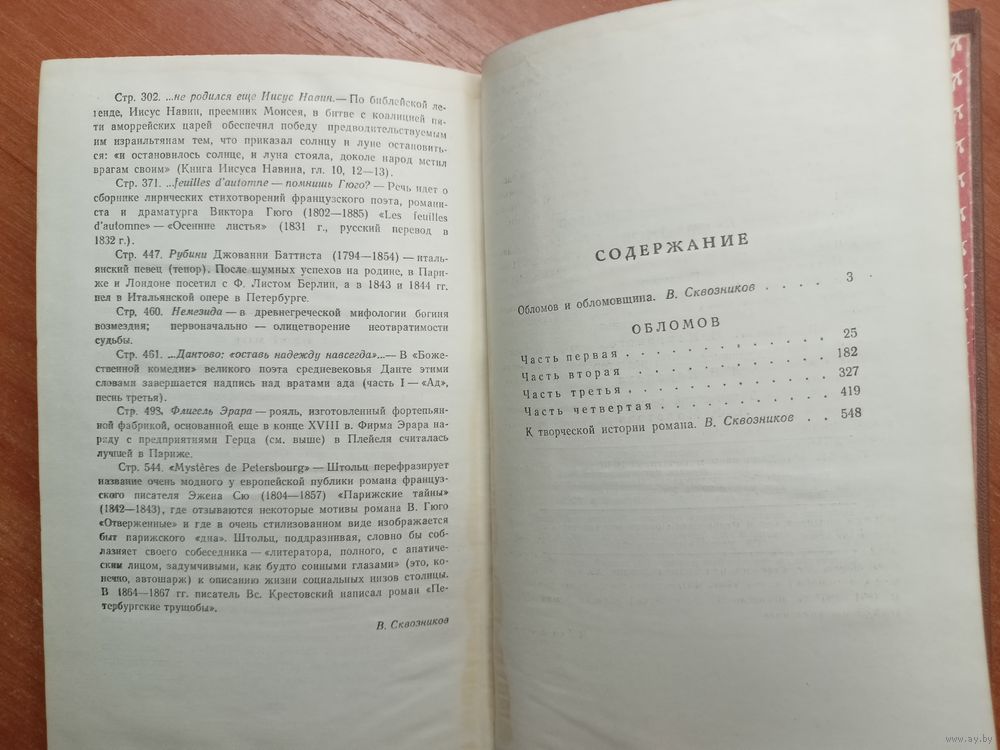 Стр. 302. ...не родился еще Иисус Навин.— По библейской ле-
генде, Иисус Навин, преемник Моисея, в битве с коалицией пя-
ти аморрейских царей обеспечил победу предводительствуемым
им израильтянам тем, что приказал солнцу и луне остановить-
ся: «и остановилось солнце, и луна стояла, доколе народ мстил
врагам своим» (Книга Иисуса Навина, гл. 10, 12—13).
Стр. 371. ...feuilles d'automne — помнишь Гюго? — Речь идет о
сборнике лирических стихотворений французского поэта, романи-
ста и драматурга Виктора Гюго (1802—1885) «Les feuilles
d'automne» — «Осенние листья» (1831 г., русский перевод в
1832 г.).
Стр. 447. Рубини Джованни Баттиста (1794—1854) — италь-
янский певец (тенор). После шумных успехов на родине, в Пари-
же и Лондоне посетил с Ф. Листом Берлин, а в 1843 и 1844 гг.
пел в Итальянской опере в Петербурге.
Стр. 460. Немезида — в древнегреческой мифологии богиня
возмездия; первоначально — олицетворение неотвратимости
судьбы.
Стр. 461. ...Дантово: «оставь надежду навсегда»...— В «Боже-
ственной комедии» великого поэта средневековья Данте этими
словами завершается надпись над вратами ада (часть I — «Ад»,
песнь третья).
Стр. 493. Флигель Эрара — рояль, изготовленный фортепьян-
ной фабрикой, основанной еще в конце XVIII в. Фирма Эрара на-
ряду с предприятиями Герца (см. выше) в Плейеля считалась
лучшей в Париже.
Стр. 544. «Mystères de Petersbourg» — Штольц перефразирует
название очень модного у европейской публики романа француз-
ского писателя Эжена Сю (1804—1857) «Парижские тайны»
(1842—1843), где отзываются некоторые мотивы романа В. Гюго
«Отверженные» и где в очень стилизованном виде изображается
быт парижского «дна». Штольц, поддразнивая, словно бы соб-
лазняет своего собеседника — «литератора, полного, с апатиче-
ским лицом, задумчивыми, как будто сонными глазами» (это, ко-
нечно, автошарж) к описанию жизни социальных низов столицы.
В 1864—1867 гг. писатель Вс. Крестовский написал роман «Пе-
тербургские трущобы».
В. Сквозников
СОДЕРЖАНИЕ
Обломов и обломовщина. В. Сквозников . . . . 3
ОБЛОМОВ
Часть первая . . . . . . . . . . . 25
Часть вторая . . . . . . . . . . . 182
Часть третья . . . . . . . . . . . 327
Часть четвертая . . . . . . . . . . 419
К творческой истории романа. В. Сквозников . . 548
www.ay.by